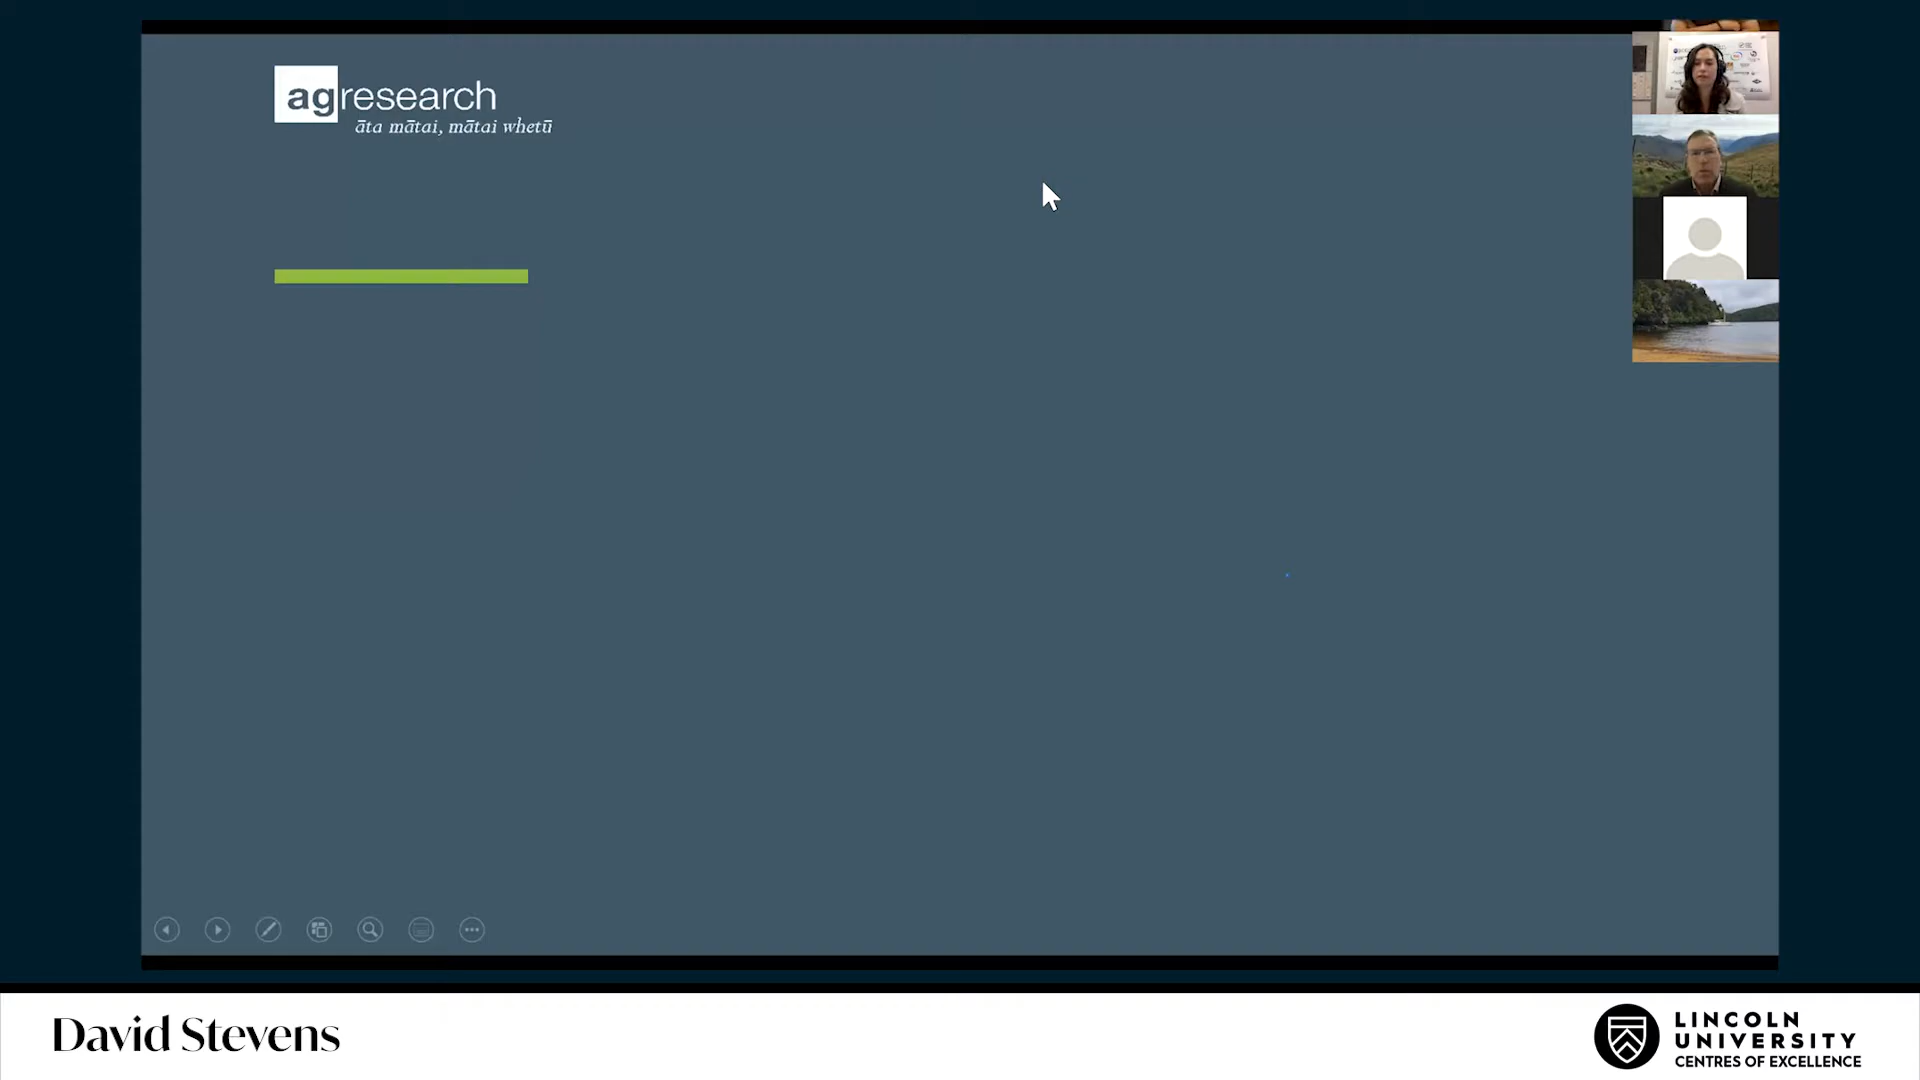 agresearch
āta mātai, mātai whetū
David Stevens
LINCOLN
UNIVERSITY
CENTRES OF EXCELLENCE